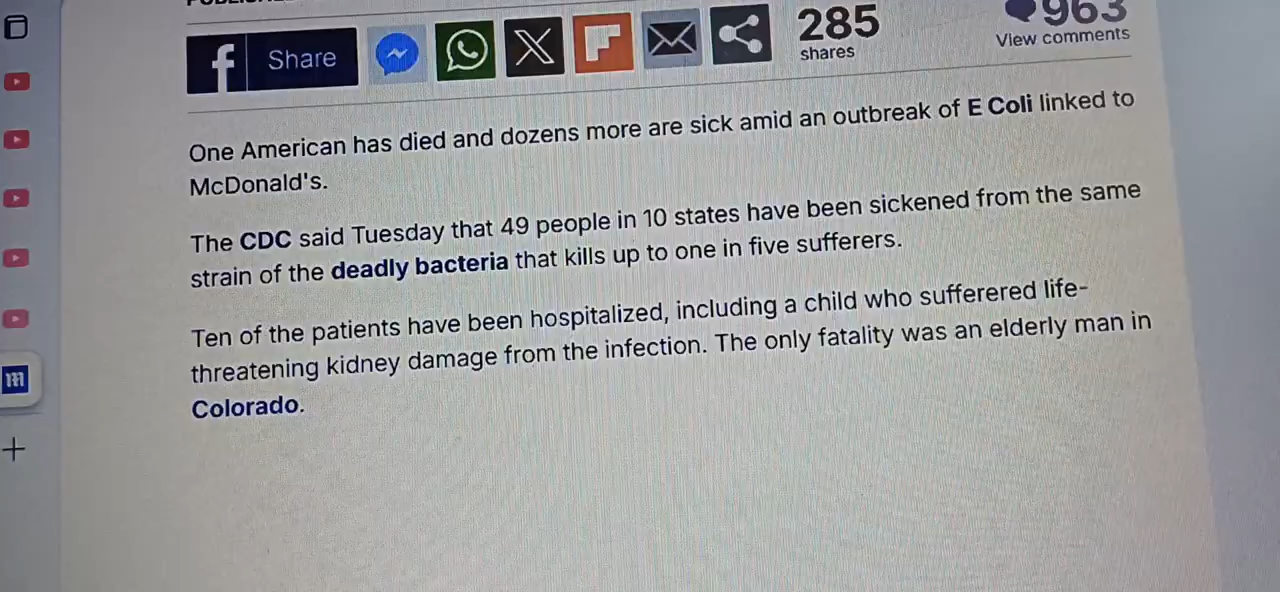 Share
285
shares
963
View comments
One American has died and dozens more are sick amid an outbreak of E Coli linked to
McDonald's.
The CDC said Tuesday that 49 people in 10 states have been sickened from the same
strain of the deadly bacteria that kills up to one in five sufferers.
Ten of the patients have been hospitalized, including a child who sufferered life-
threatening kidney damage from the infection. The only fatality was an elderly man in
Colorado.